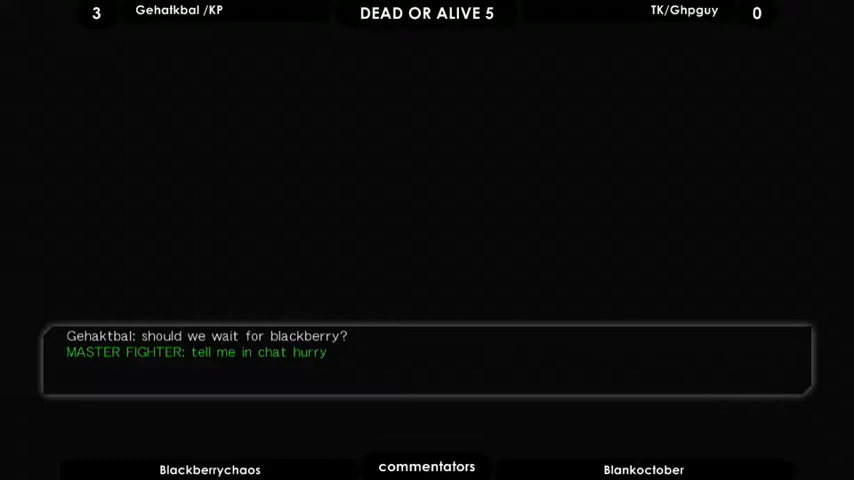 3 Gehatkbal /KP DEAD OR ALIVE 5 TK/Ghpguy 0
Gehaktbal: should we wait for blackberry?
MASTER FIGHTER: tell me in chat hurry
Blackberrychaos commentators Blankoctober